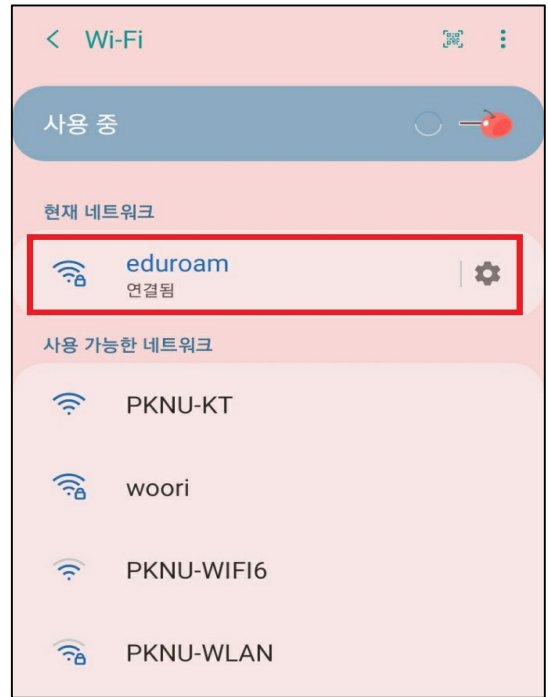 Wi-Fi
사용 중
현재 네트워크
eduroam
연결됨
사용 가능한 네트워크
PKNU-KT
woori
PKNU-WIFI6
PKNU-WLAN